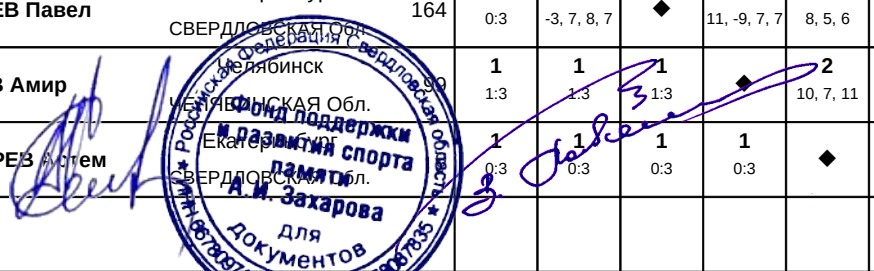 ЕВ Павел 164
СВЕРДЛОВСКАЯ Обл. 0:3 -3, 7, 8, 7 ◆ 11, -9, 7, 7 8, 5, 6
Челябинск 1 1 1 2
Амир 99 ◆
ЧЕЛЯБИНСКАЯ Обл. 1:3 1:3 1:3 10, 7, 11
Екатеринбург 1 1 1 1
РЕВ Артем ◆
СВЕРДЛОВСКАЯ Обл. 0:3 0:3 0:3 0:3
Российская Федерация Свердловская область
Фонд поддержки
и развития спорта
памяти
А.И. Захарова
для
документов